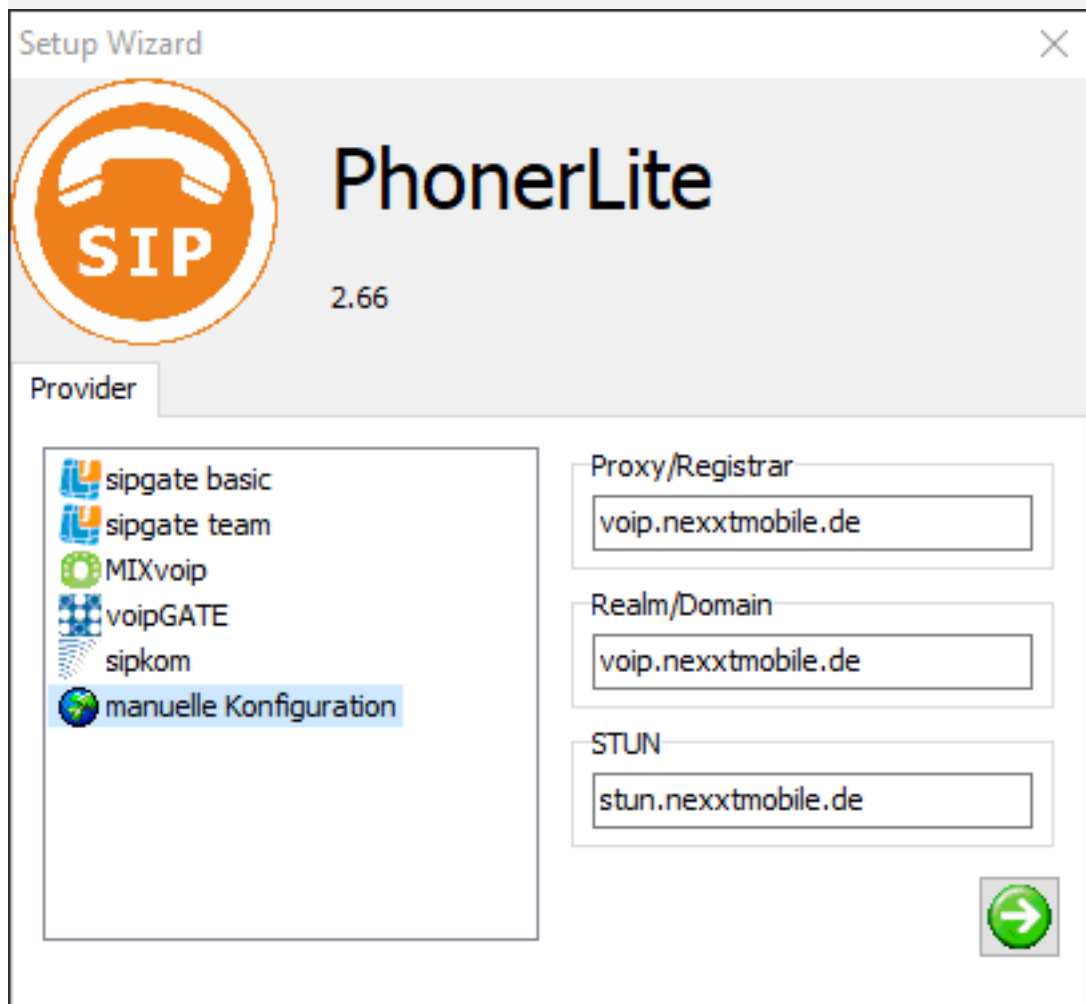 Setup Wizard
SIP
PhonerLite
2.66
Provider
sipgate basic
sipgate team
MIXvoip
voipGATE
sipkom
manuelle Konfiguration
Proxy/Registrar
voip.nexxtmobile.de
Realm/Domain
voip.nexxtmobile.de
STUN
stun.nexxtmobile.de